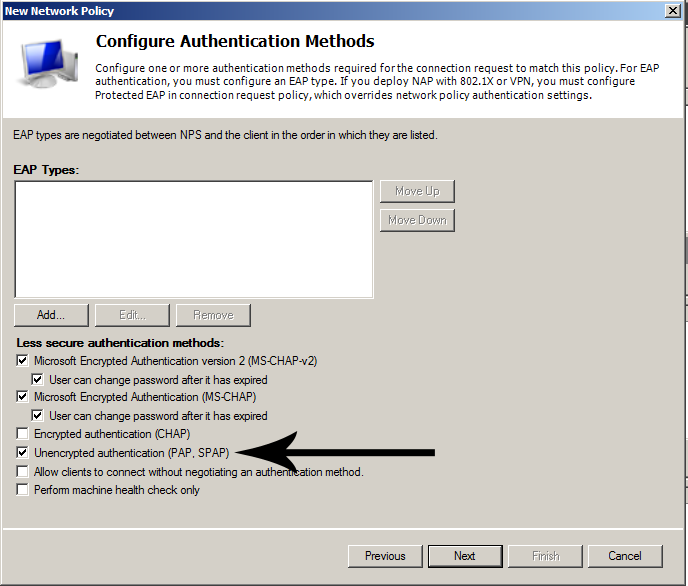 New Network Policy
Configure Authentication Methods
Configure one or more authentication methods required for the connection request to match this policy. For EAP
authentication, you must configure an EAP type. If you deploy NAP with 802.1X or VPN, you must configure
Protected EAP in connection request policy, which overrides network policy authentication settings.
EAP types are negotiated between NPS and the client in the order in which they are listed.
EAP Types:
Move Up
Move Down
Add...
Edit...
Remove
Less secure authentication methods:
Microsoft Encrypted Authentication version 2 (MS-CHAP-v2)
User can change password after it has expired
Microsoft Encrypted Authentication (MS-CHAP)
User can change password after it has expired
Encrypted authentication (CHAP)
Unencrypted authentication (PAP, SPAP)
Allow clients to connect without negotiating an authentication method.
Perform machine health check only
Previous
Next
Finish
Cancel